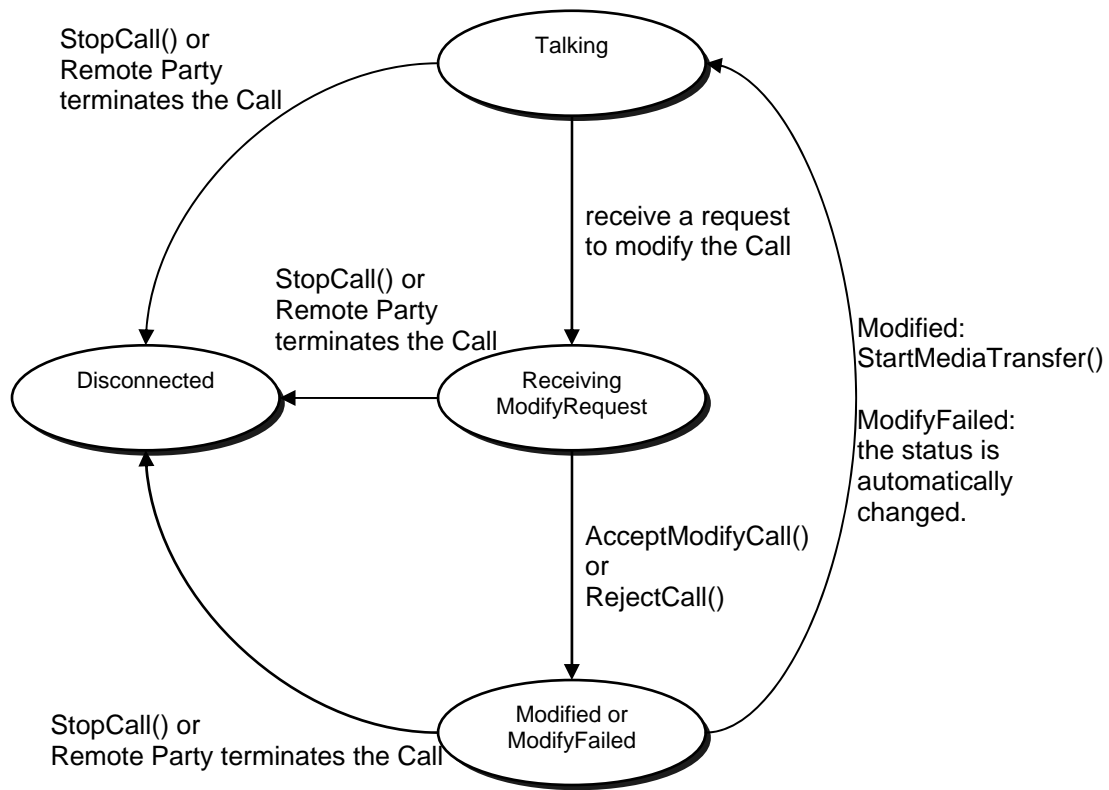 StopCall() or
Remote Party
terminates the Call
Talking
receive a request
to modify the Call
StopCall() or
Remote Party
terminates the Call
Modified:
StartMediaTransfer()
ModifyFailed:
the status is
automatically
changed.
Disconnected
Receiving
ModifyRequest
AcceptModifyCall()
or
RejectCall()
Modified or
ModifyFailed
StopCall() or
Remote Party terminates the Call